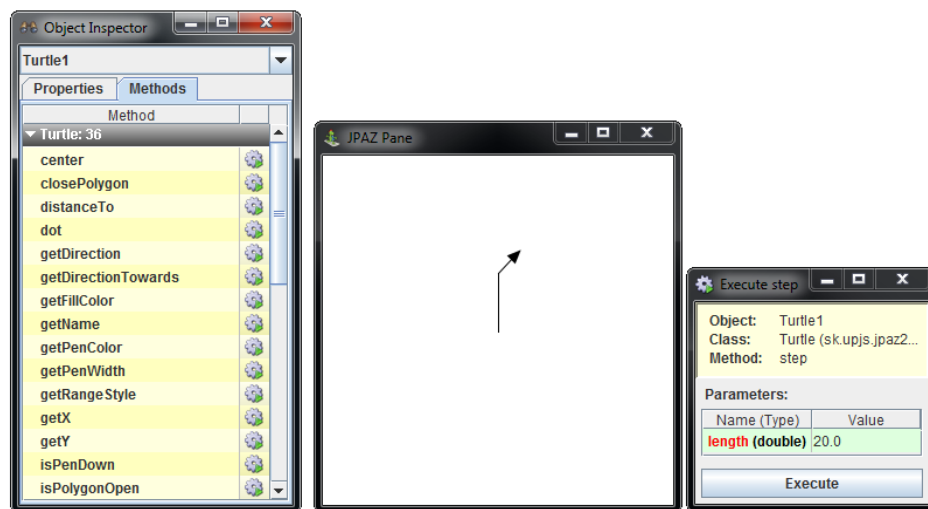 Object Inspector
Turtle1
Properties Methods
Method
Turtle: 36
center
closePolygon
distanceTo
dot
getDirection
getDirectionTowards
getFillColor
getName
getPenColor
getPenWidth
getRangeStyle
getX
getY
isPenDown
isPolygonOpen
JPAZ Pane
Execute step
Object: Turtle1
Class: Turtle (sk.upjs.jpaz2...
Method: step
Parameters:
Name (Type) Value
length (double) 20.0
Execute